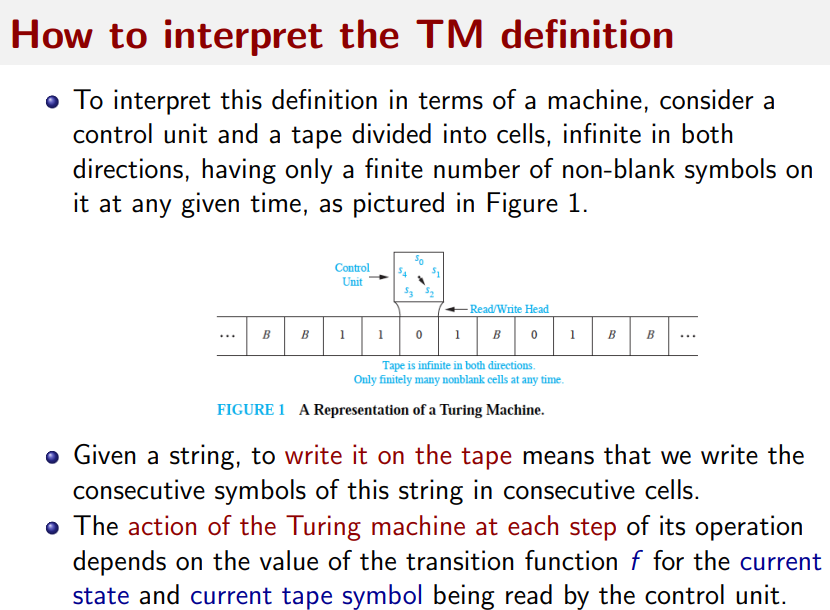 How to interpret the TM definition
To interpret this definition in terms of a machine, consider a
control unit and a tape divided into cells, infinite in both
directions, having only a finite number of non-blank symbols on
it at any given time, as pictured in Figure 1.
Control
Unit
s0
s4 s1
s3 s2
Read/Write Head
... B B 1 1 0 1 B 0 1 B B ...
Tape is infinite in both directions.
Only finitely many nonblank cells at any time.
FIGURE 1 A Representation of a Turing Machine.
Given a string, to write it on the tape means that we write the
consecutive symbols of this string in consecutive cells.
The action of the Turing machine at each step of its operation
depends on the value of the transition function f for the current
state and current tape symbol being read by the control unit.